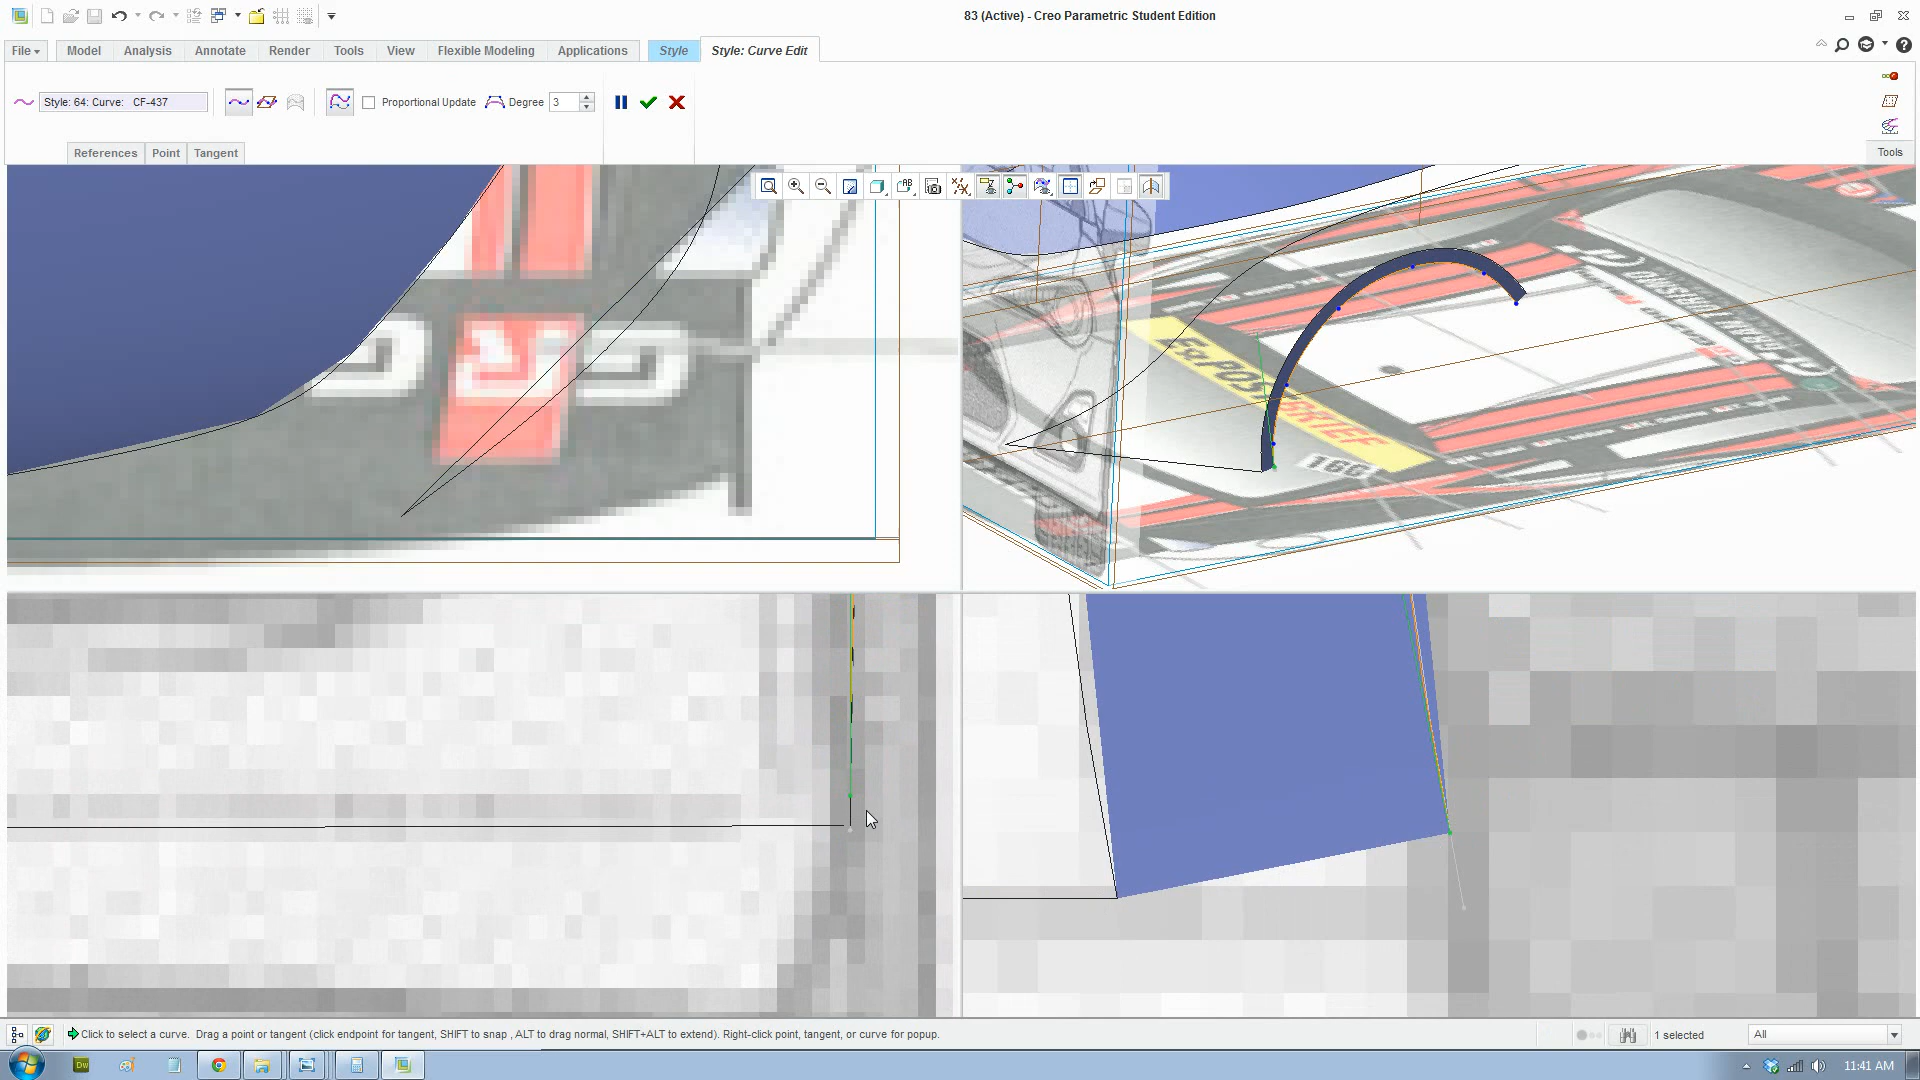 83 (Active) - Creo Parametric Student Edition
File
Model
Analysis
Annotate
Render
Tools
View
Flexible Modeling
Applications
Style
Style: Curve Edit
Style: 64: Curve: CF-437
Proportional Update
Degree
3
References
Point
Tangent
Tools
166
Click to select a curve. Drag a point or tangent (click endpoint for tangent, SHIFT to snap , ALT to drag normal, SHIFT+ALT to extend). Right-click point, tangent, or curve for popup.
1 selected
All
Dw
11:41 AM